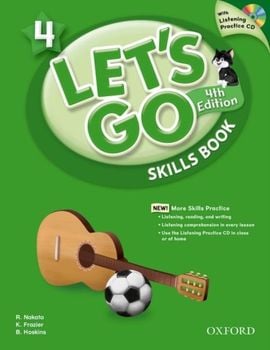 4
With
Listening
Practice CD
LET'S
GO
4th
Edition
SKILLS BOOK
NEW! More Skills Practice
• Listening, reading, and writing
• Listening comprehension in every lesson
• Use the Listening Practice CD in class
or at home
R. Nakata
K. Frazier
B. Hoskins
OXFORD